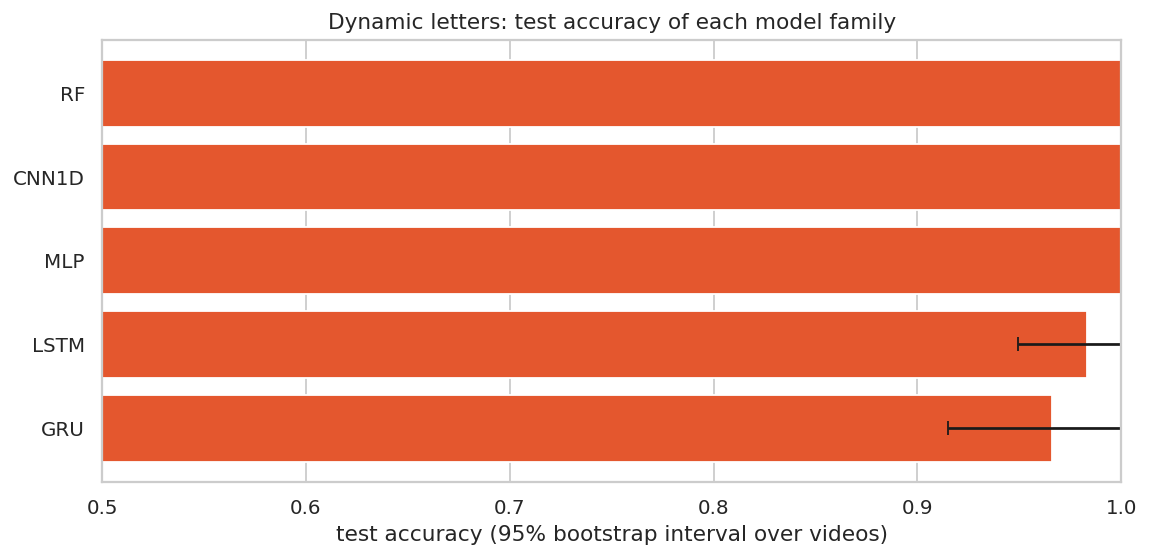 Dynamic letters: test accuracy of each model family
RF
CNN1D
MLP
LSTM
GRU
0.5 0.6 0.7 0.8 0.9 1.0
test accuracy (95% bootstrap interval over videos)